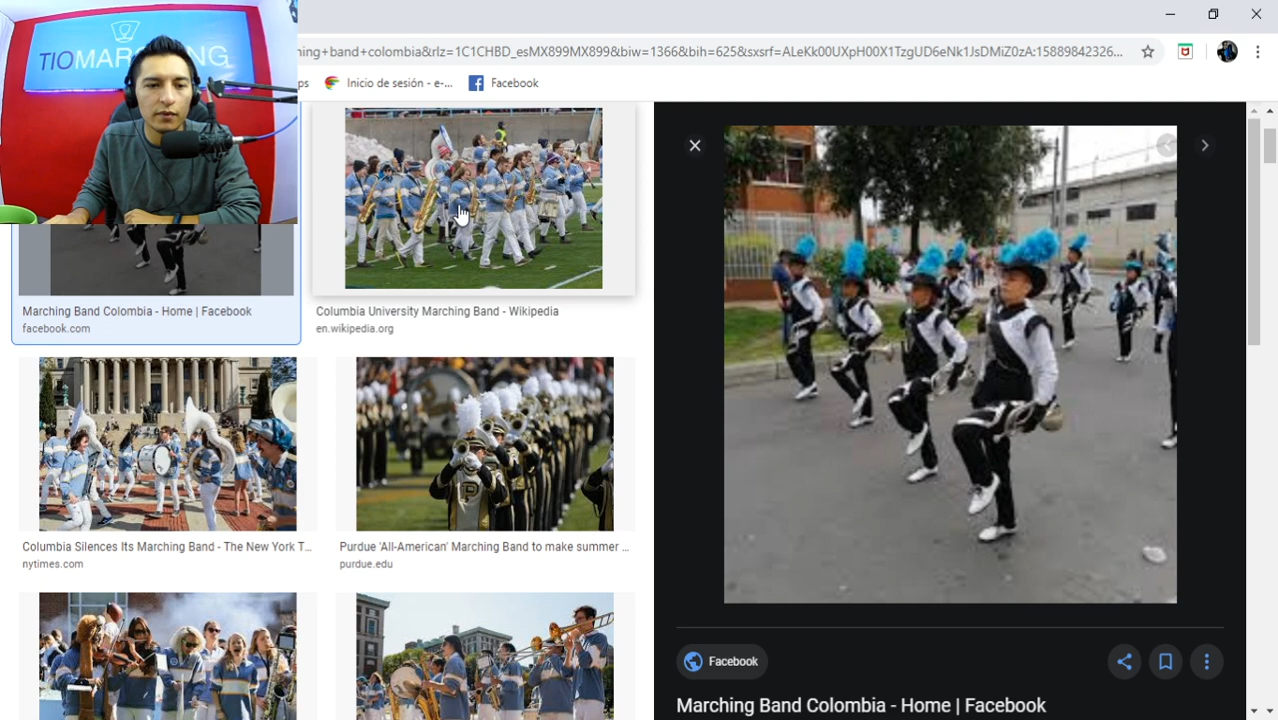 TIOMARCHING
ning+band+colombia&rlz=1C1CHBD_esMX899MX899&biw=1366&bih=625&sxsrf=ALeKk00UXpH00X1TzgUD6eNk1JsDMiZ0zA:15889842326...
ps
Inicio de sesión - e-...
Facebook
Marching Band Colombia - Home | Facebook
facebook.com
Columbia University Marching Band - Wikipedia
en.wikipedia.org
Columbia Silences Its Marching Band - The New York T...
nytimes.com
Purdue 'All-American' Marching Band to make summer ...
purdue.edu
P
Facebook
Marching Band Colombia - Home | Facebook